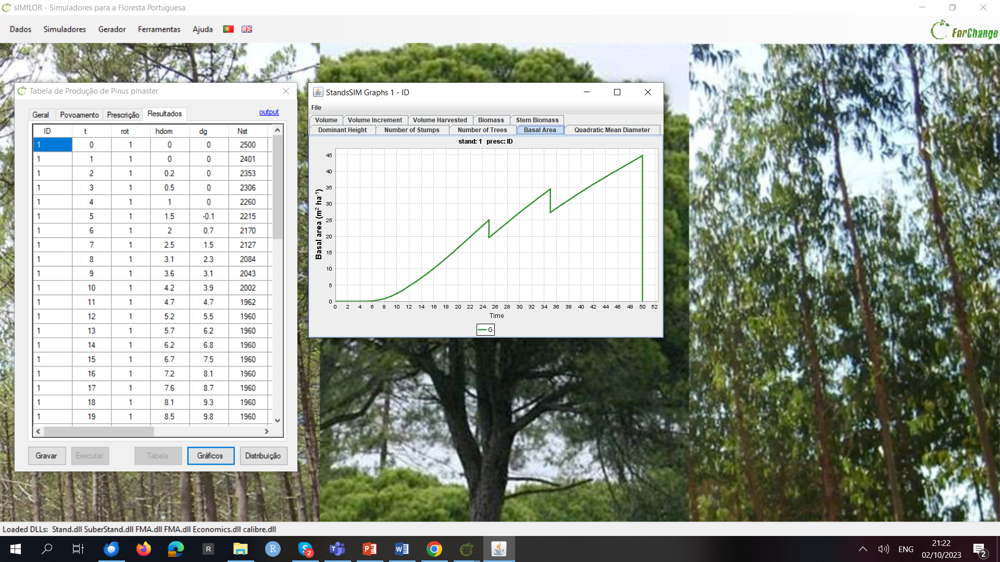 sIMfLOR - Simuladores para a Floresta Portuguesa
Dados Simuladores Gerador Ferramentas Ajuda
ForChange
Tabela de Produção de Pinus pinaster
Geral Povoamento Prescrição Resultados output
ID t rot hdom dg Nst
1 0 1 0 0 2500
1 1 1 0 0 2401
1 2 1 0.2 0 2353
1 3 1 0.5 0 2306
1 4 1 1 0 2260
1 5 1 1.5 -0.1 2215
1 6 1 2 0.7 2170
1 7 1 2.5 1.5 2127
1 8 1 3.1 2.3 2084
1 9 1 3.6 3.1 2043
1 10 1 4.2 3.9 2002
1 11 1 4.7 4.7 1962
1 12 1 5.2 5.5 1960
1 13 1 5.7 6.2 1960
1 14 1 6.2 6.8 1960
1 15 1 6.7 7.5 1960
1 16 1 7.2 8.1 1960
1 17 1 7.6 8.7 1960
1 18 1 8.1 9.3 1960
1 19 1 8.5 9.8 1960
Gravar Executar Tabela Gráficos Distribuição
StandsSIM Graphs 1 - ID
File
Volume Volume Increment Volume Harvested Biomass Stem Biomass
Dominant Height Number of Stumps Number of Trees Basal Area Quadratic Mean Diameter
stand: 1 presc: ID
Basal area (m² ha⁻¹)
45
40
35
30
25
20
15
10
5
0
0 2 4 6 8 10 12 14 16 18 20 22 24 26 28 30 32 34 36 38 40 42 44 46 48 50 52
Time
G
Loaded DLLs: Stand.dll SuberStand.dll FMA.dll FMA.dll Economics.dll calibre.dll
R R S 2 T P W ENG 21:22
02/10/2023 2